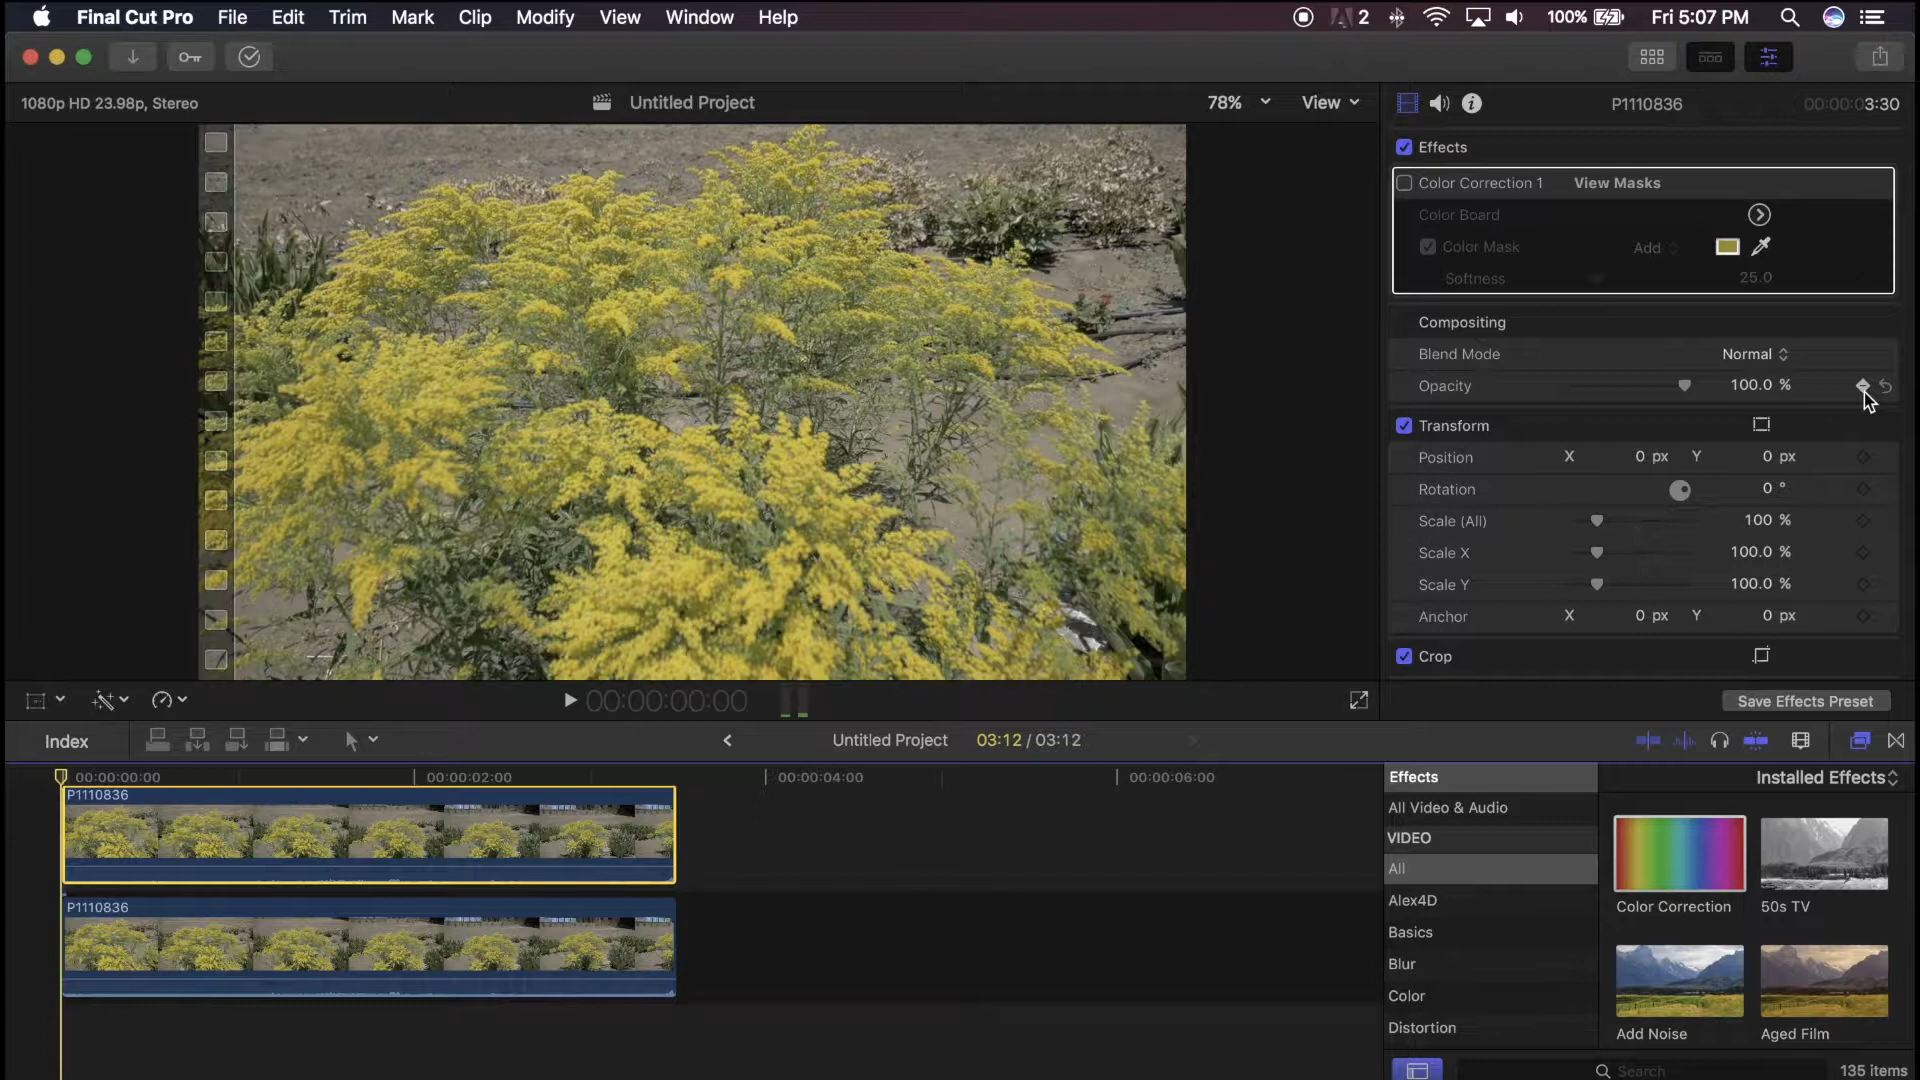 Final Cut Pro File Edit Trim Mark Clip Modify View Window Help 2 100% Fri 5:07 PM
1080p HD 23.98p, Stereo Untitled Project 78% View P1110836 00:00:03:30
Effects
Color Correction 1 View Masks
Color Board
Color Mask Add
Softness 25.0
Compositing
Blend Mode Normal
Opacity 100.0 %
Transform
Position X 0 px Y 0 px
Rotation 0 °
Scale (All) 100 %
Scale X 100.0 %
Scale Y 100.0 %
Anchor X 0 px Y 0 px
Crop
00:00:00:00 Save Effects Preset
Index Untitled Project 03:12 / 03:12
00:00:00:00 00:00:02:00 00:00:04:00 00:00:06:00
P1110836
P1110836
Effects Installed Effects
All Video & Audio
VIDEO
All
Alex4D
Basics
Blur
Color
Distortion
Color Correction 50s TV
Add Noise Aged Film
Search 135 items